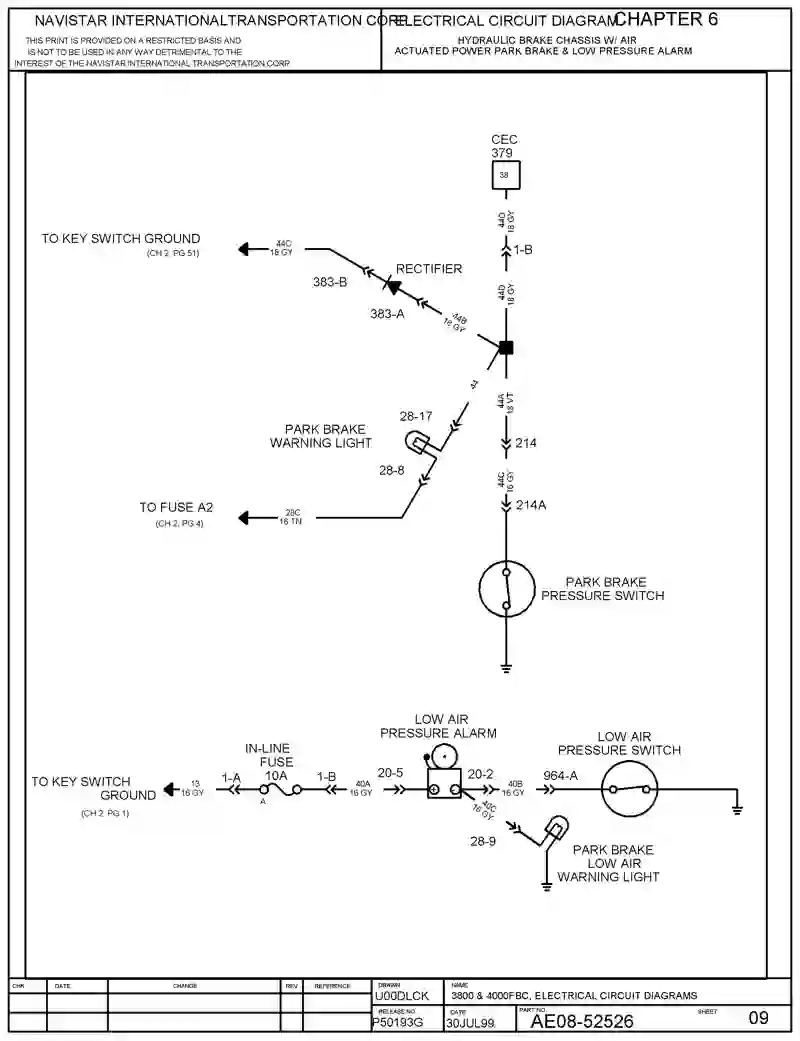 NAVISTAR INTERNATIONALTRANSPORTATION CORP.
THIS PRINT IS PROVIDED ON A RESTRICTED BASIS AND
IS NOT TO BE USED IN ANY WAY DETRIMENTAL TO THE
INTEREST OF THE NAVISTAR INTERNATIONAL TRANSPORTATION CORP
ELECTRICAL CIRCUIT DIAGRAM
CHAPTER 6
HYDRAULIC BRAKE CHASSIS W/ AIR
ACTUATED POWER PARK BRAKE & LOW PRESSURE ALARM
CEC
379
38
44D
18 GY
1-B
44D
18 GY
TO KEY SWITCH GROUND
(CH 2, PG 51)
44C
18 GY
383-B
RECTIFIER
383-A
44B
18 GY
44
44A
18 VT
28-17
PARK BRAKE
WARNING LIGHT
28-8
214
44C
16 GY
214A
TO FUSE A2
(CH 2, PG 4)
28C
16 TN
PARK BRAKE
PRESSURE SWITCH
LOW AIR
PRESSURE ALARM
LOW AIR
PRESSURE SWITCH
IN-LINE
FUSE
10A
TO KEY SWITCH
GROUND
(CH 2, PG 1)
13
16 GY
1-A
A
1-B
40A
16 GY
20-5
20-2
40B
16 GY
964-A
40C
16 GY
28-9
PARK BRAKE
LOW AIR
WARNING LIGHT
CHK
DATE
CHANGE
REV
REFERENCE
DRAWN
U00DLCK
NAME
3800 & 4000FBC, ELECTRICAL CIRCUIT DIAGRAMS
RELEASE NO.
P50193G
DATE
30JUL99
PART NO.
AE08-52526
SHEET
09